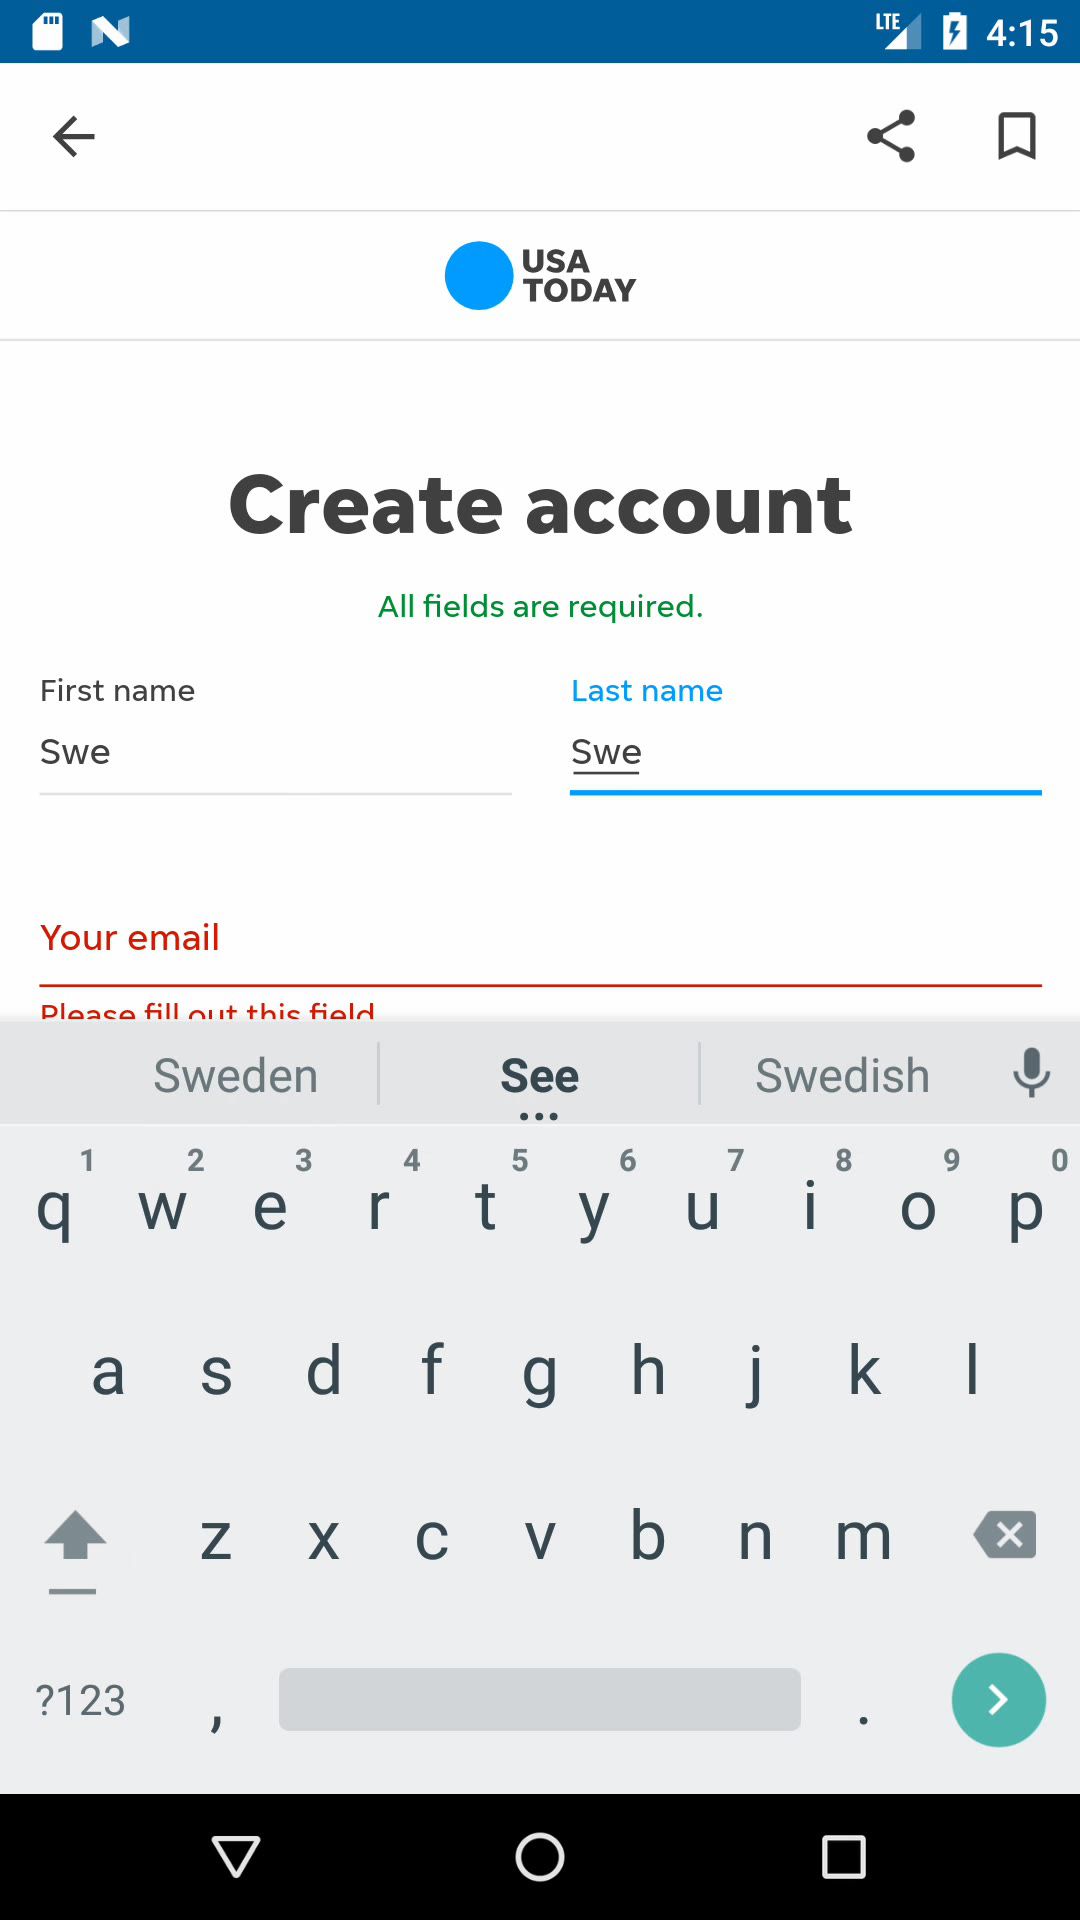 LTE 4:15
USA
TODAY
Create account
All fields are required.
First name Last name
Swe Swe
Your email
Please fill out this field
Sweden See Swedish
1 2 3 4 5 6 7 8 9 0
q w e r t y u i o p
a s d f g h j k l
z x c v b n m
?123 , .